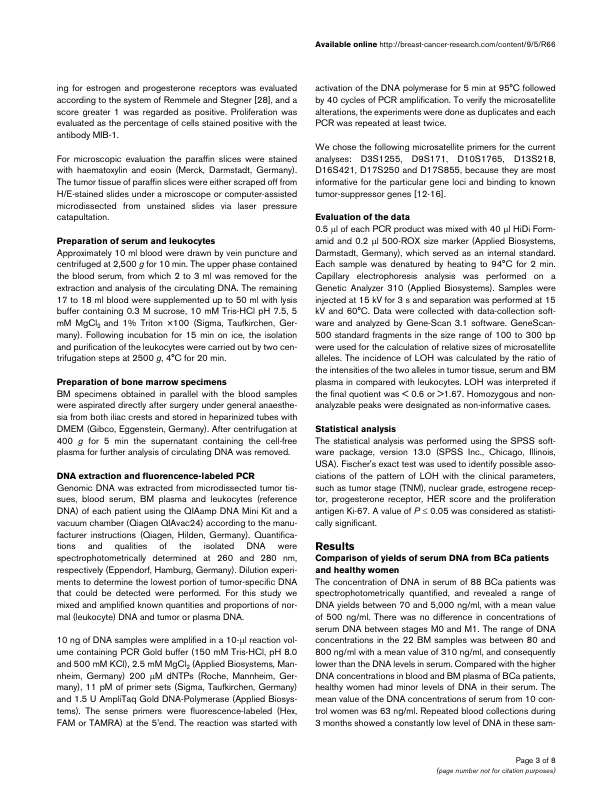 Available online http://breast-cancer-research.com/content/9/5/R66
ing for estrogen and progesterone receptors was evaluated
according to the system of Remmele and Stegner [28], and a
score greater 1 was regarded as positive. Proliferation was
evaluated as the percentage of cells stained positive with the
antibody MIB-1.
For microscopic evaluation the paraffin slices were stained
with haematoxylin and eosin (Merck, Darmstadt, Germany).
The tumor tissue of paraffin slices were either scraped off from
H/E-stained slides under a microscope or computer-assisted
microdissected from unstained slides via laser pressure
catapultation.
Preparation of serum and leukocytes
Approximately 10 ml blood were drawn by vein puncture and
centrifuged at 2,500 g for 10 min. The upper phase contained
the blood serum, from which 2 to 3 ml was removed for the
extraction and analysis of the circulating DNA. The remaining
17 to 18 ml blood were supplemented up to 50 ml with lysis
buffer containing 0.3 M sucrose, 10 mM Tris-HCl pH 7.5, 5
mM MgCl₂ and 1% Triton ×100 (Sigma, Taufkirchen, Ger-
many). Following incubation for 15 min on ice, the isolation
and purification of the leukocytes were carried out by two cen-
trifugation steps at 2500 g, 4°C for 20 min.
Preparation of bone marrow specimens
BM specimens obtained in parallel with the blood samples
were aspirated directly after surgery under general anaesthe-
sia from both iliac crests and stored in heparinized tubes with
DMEM (Gibco, Eggenstein, Germany). After centrifugation at
400 g for 5 min the supernatant containing the cell-free
plasma for further analysis of circulating DNA was removed.
DNA extraction and fluorencence-labeled PCR
Genomic DNA was extracted from microdissected tumor tis-
sues, blood serum, BM plasma and leukocytes (reference
DNA) of each patient using the QIAamp DNA Mini Kit and a
vacuum chamber (Qiagen QIAvac24) according to the manu-
facturer instructions (Qiagen, Hilden, Germany). Quantifica-
tions and qualities of the isolated DNA were
spectrophotometrically determined at 260 and 280 nm,
respectively (Eppendorf, Hamburg, Germany). Dilution experi-
ments to determine the lowest portion of tumor-specific DNA
that could be detected were performed. For this study we
mixed and amplified known quantities and proportions of nor-
mal (leukocyte) DNA and tumor or plasma DNA.
10 ng of DNA samples were amplified in a 10-μl reaction vol-
ume containing PCR Gold buffer (150 mM Tris-HCl, pH 8.0
and 500 mM KCl), 2.5 mM MgCl₂ (Applied Biosystems, Man-
nheim, Germany) 200 μM dNTPs (Roche, Mannheim, Ger-
many), 11 pM of primer sets (Sigma, Taufkirchen, Germany)
and 1.5 U AmpliTaq Gold DNA-Polymerase (Applied Biosys-
tems). The sense primers were fluorescence-labeled (Hex,
FAM or TAMRA) at the 5'end. The reaction was started with
activation of the DNA polymerase for 5 min at 95°C followed
by 40 cycles of PCR amplification. To verify the microsatellite
alterations, the experiments were done as duplicates and each
PCR was repeated at least twice.
We chose the following microsatellite primers for the current
analyses: D3S1255, D9S171, D10S1765, D13S218,
D16S421, D17S250 and D17S855, because they are most
informative for the particular gene loci and binding to known
tumor-suppressor genes [12-16].
Evaluation of the data
0.5 μl of each PCR product was mixed with 40 μl HiDi Form-
amid and 0.2 μl 500-ROX size marker (Applied Biosystems,
Darmstadt, Germany), which served as an internal standard.
Each sample was denatured by heating to 94°C for 2 min.
Capillary electrophoresis analysis was performed on a
Genetic Analyzer 310 (Applied Biosystems). Samples were
injected at 15 kV for 3 s and separation was performed at 15
kV and 60°C. Data were collected with data-collection soft-
ware and analyzed by Gene-Scan 3.1 software. GeneScan-
500 standard fragments in the size range of 100 to 300 bp
were used for the calculation of relative sizes of microsatellite
alleles. The incidence of LOH was calculated by the ratio of
the intensities of the two alleles in tumor tissue, serum and BM
plasma in compared with leukocytes. LOH was interpreted if
the final quotient was < 0.6 or >1.67. Homozygous and non-
analyzable peaks were designated as non-informative cases.
Statistical analysis
The statistical analysis was performed using the SPSS soft-
ware package, version 13.0 (SPSS Inc., Chicago, Illinois,
USA). Fischer's exact test was used to identify possible asso-
ciations of the pattern of LOH with the clinical parameters,
such as tumor stage (TNM), nuclear grade, estrogene recep-
tor, progesterone receptor, HER score and the proliferation
antigen Ki-67. A value of P ≤ 0.05 was considered as statisti-
cally significant.
Results
Comparison of yields of serum DNA from BCa patients
and healthy women
The concentration of DNA in serum of 88 BCa patients was
spectrophotometrically quantified, and revealed a range of
DNA yields between 70 and 5,000 ng/ml, with a mean value
of 500 ng/ml. There was no difference in concentrations of
serum DNA between stages M0 and M1. The range of DNA
concentrations in the 22 BM samples was between 80 and
800 ng/ml with a mean value of 310 ng/ml, and consequently
lower than the DNA levels in serum. Compared with the higher
DNA concentrations in blood and BM plasma of BCa patients,
healthy women had minor levels of DNA in their serum. The
mean value of the DNA concentrations of serum from 10 con-
trol women was 63 ng/ml. Repeated blood collections during
3 months showed a constantly low level of DNA in these sam-
Page 3 of 8
(page number not for citation purposes)